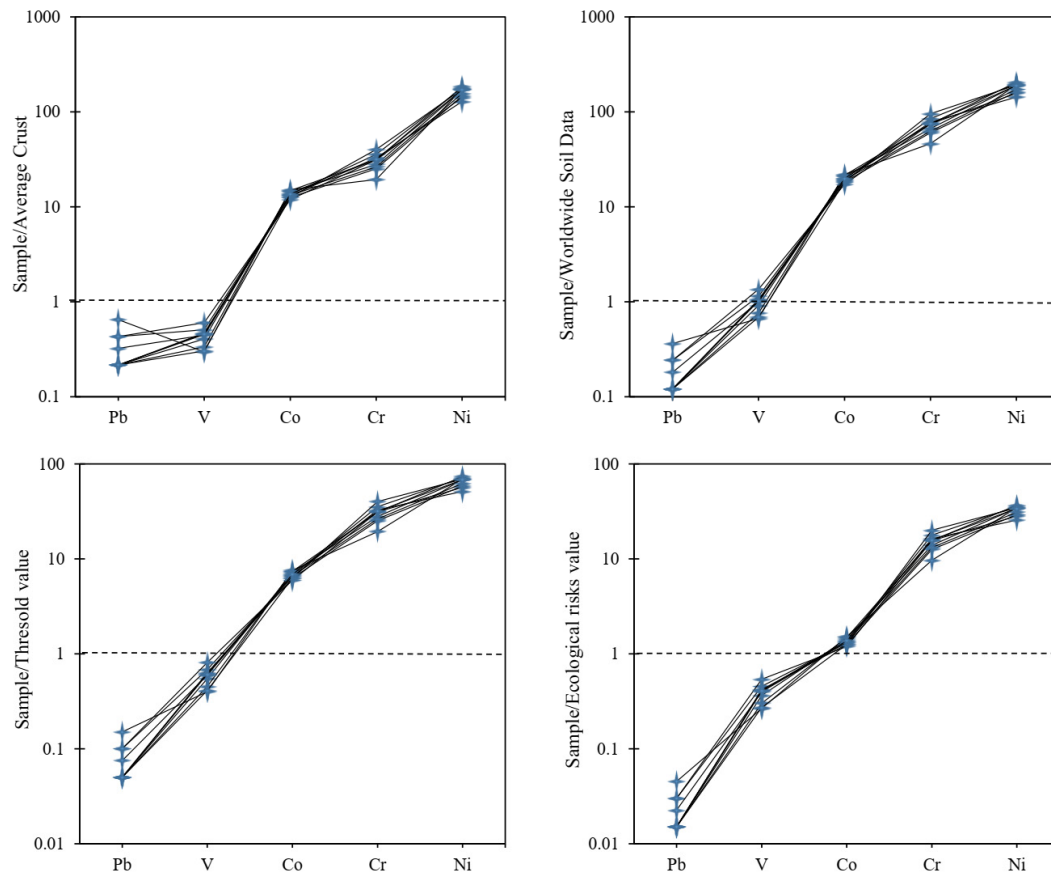 Sample/Average Crust
1000
100
10
1
0.1
Pb V Co Cr Ni
Sample/Worldwide Soil Data
1000
100
10
1
0.1
Pb V Co Cr Ni
Sample/Thresold value
100
10
1
0.1
0.01
Pb V Co Cr Ni
Sample/Ecological risks value
100
10
1
0.1
0.01
Pb V Co Cr Ni